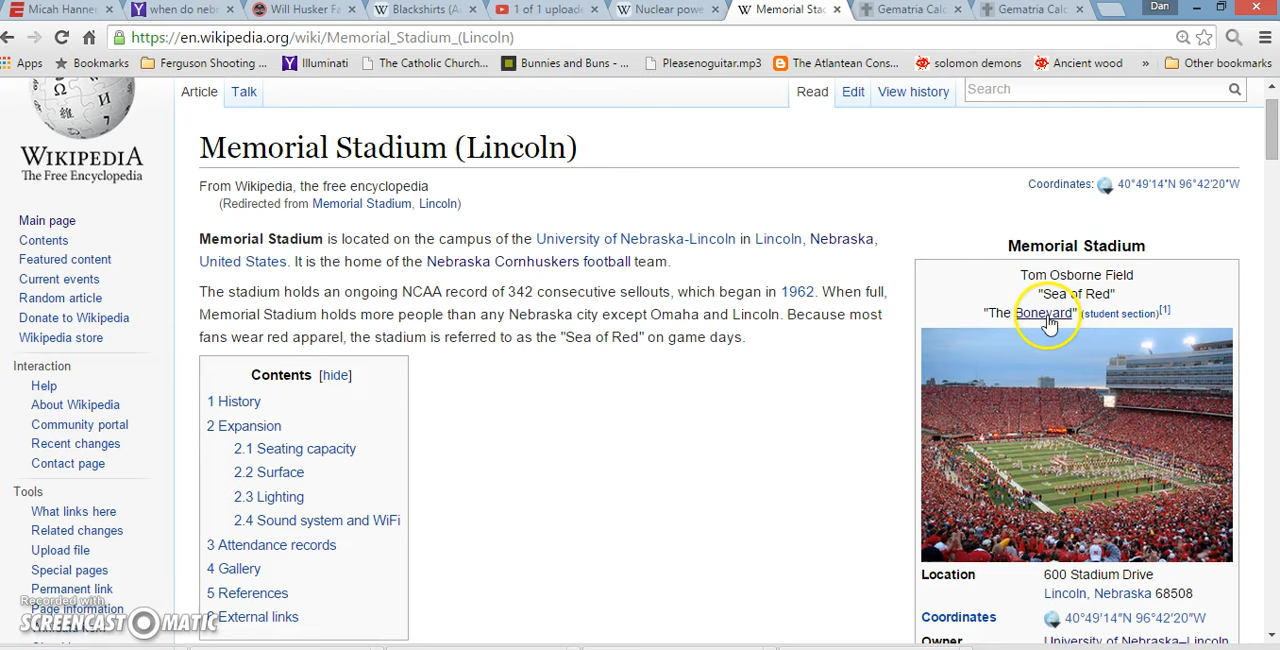 Micah Hanner
when do neb
Will Husker Fa
Blackshirts (A
1 of 1 uploade
Nuclear powe
Memorial Stad
Gematria Calc
Gematria Calc
Dan
https://en.wikipedia.org/wiki/Memorial_Stadium_(Lincoln)
Apps
Bookmarks
Ferguson Shooting ...
Illuminati
The Catholic Church...
Bunnies and Buns - ...
Pleasenoguitar.mp3
The Atlantean Cons...
solomon demons
Ancient wood
»
Other bookmarks
WIKIPEDIA
The Free Encyclopedia
Main page
Contents
Featured content
Current events
Random article
Donate to Wikipedia
Wikipedia store
Interaction
Help
About Wikipedia
Community portal
Recent changes
Contact page
Tools
What links here
Related changes
Upload file
Special pages
Permanent link
Page information
Recorded with
SCREENCAST-O-MATIC
Article Talk
Read Edit View history
Search
Memorial Stadium (Lincoln)
From Wikipedia, the free encyclopedia
(Redirected from Memorial Stadium, Lincoln)
Coordinates: 40°49′14″N 96°42′20″W
Memorial Stadium is located on the campus of the University of Nebraska-Lincoln in Lincoln, Nebraska,
United States. It is the home of the Nebraska Cornhuskers football team.
The stadium holds an ongoing NCAA record of 342 consecutive sellouts, which began in 1962. When full,
Memorial Stadium holds more people than any Nebraska city except Omaha and Lincoln. Because most
fans wear red apparel, the stadium is referred to as the "Sea of Red" on game days.
Contents [hide]
1 History
2 Expansion
2.1 Seating capacity
2.2 Surface
2.3 Lighting
2.4 Sound system and WiFi
3 Attendance records
4 Gallery
5 References
6 External links
Memorial Stadium
Tom Osborne Field
"Sea of Red"
"The Boneyard" (student section)[1]
Location 600 Stadium Drive
Lincoln, Nebraska 68508
Coordinates 40°49′14″N 96°42′20″W
Owner University of Nebraska–Lincoln